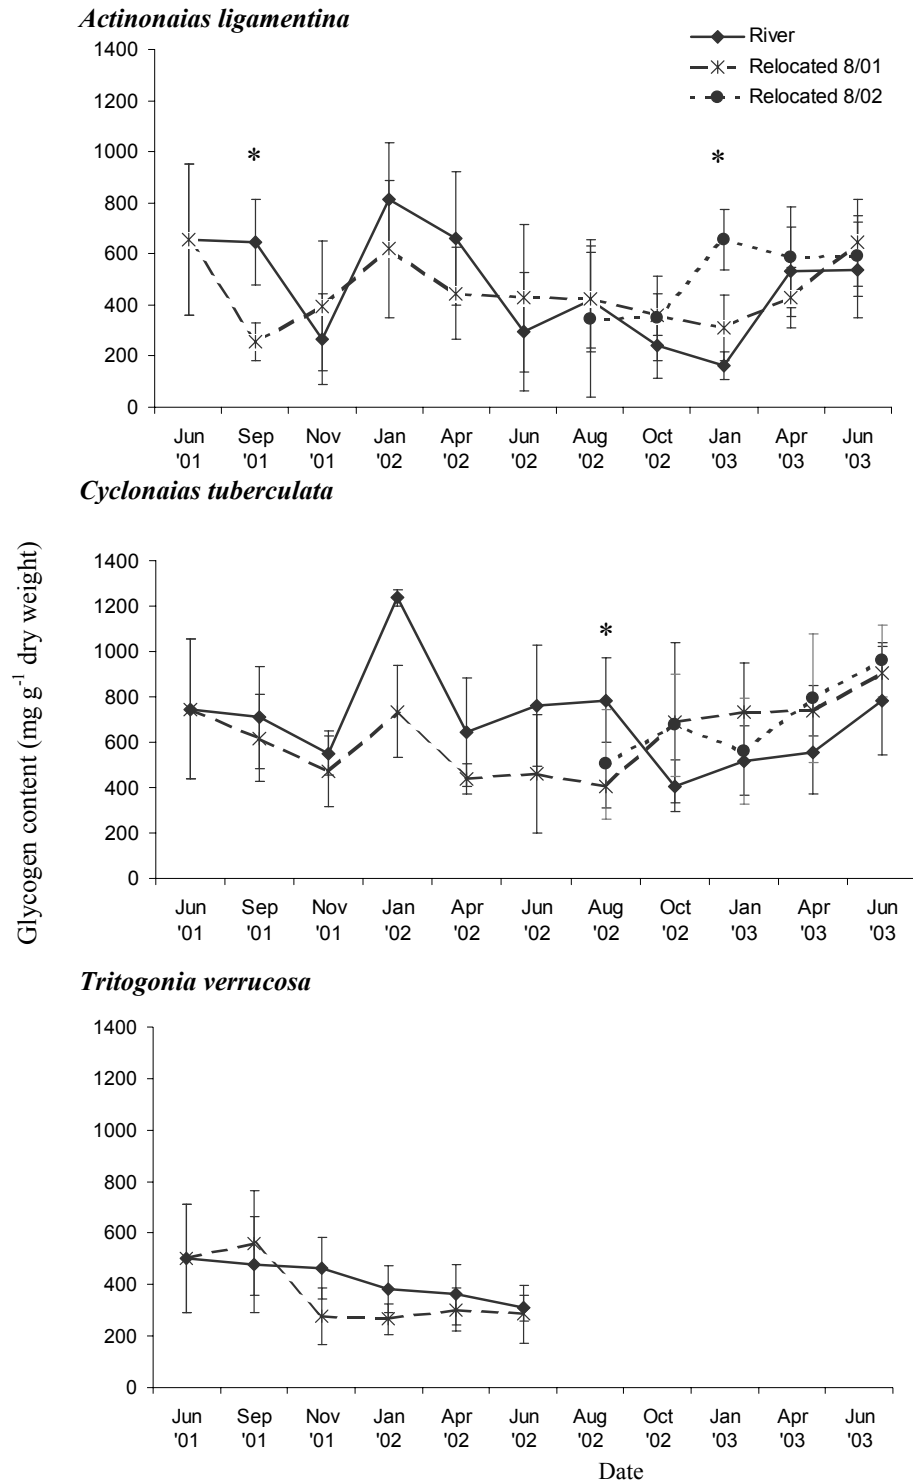 Actinonaias ligamentina
River
Relocated 8/01
Relocated 8/02
1400
1200
1000
800
600
400
200
0
*
*
Jun Sep Nov Jan Apr Jun Aug Oct Jan Apr Jun
'01 '01 '01 '02 '02 '02 '02 '02 '03 '03 '03
Cyclonaias tuberculata
Glycogen content (mg g-1 dry weight)
1400
1200
1000
800
600
400
200
0
*
Jun Sep Nov Jan Apr Jun Aug Oct Jan Apr Jun
'01 '01 '01 '02 '02 '02 '02 '02 '03 '03 '03
Tritogonia verrucosa
1400
1200
1000
800
600
400
200
0
Jun Sep Nov Jan Apr Jun Aug Oct Jan Apr Jun
'01 '01 '01 '02 '02 '02 '02 '02 '03 '03 '03
Date